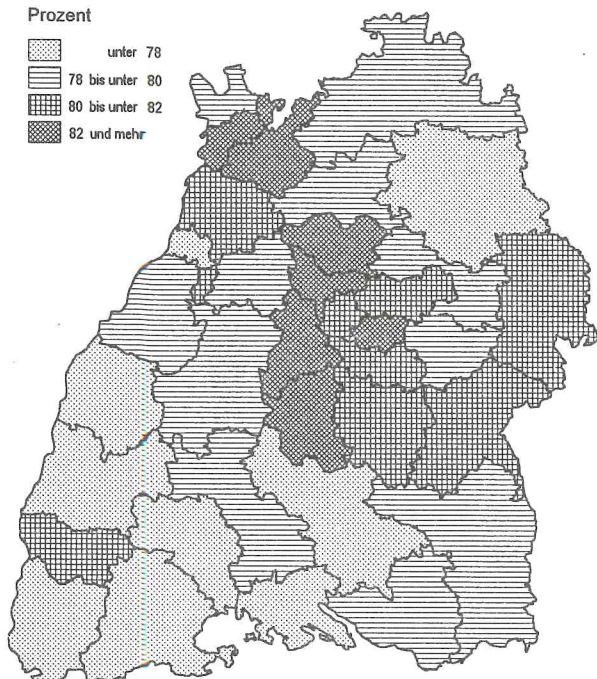 Prozent
unter 78
78 bis unter 80
80 bis unter 82
82 und mehr